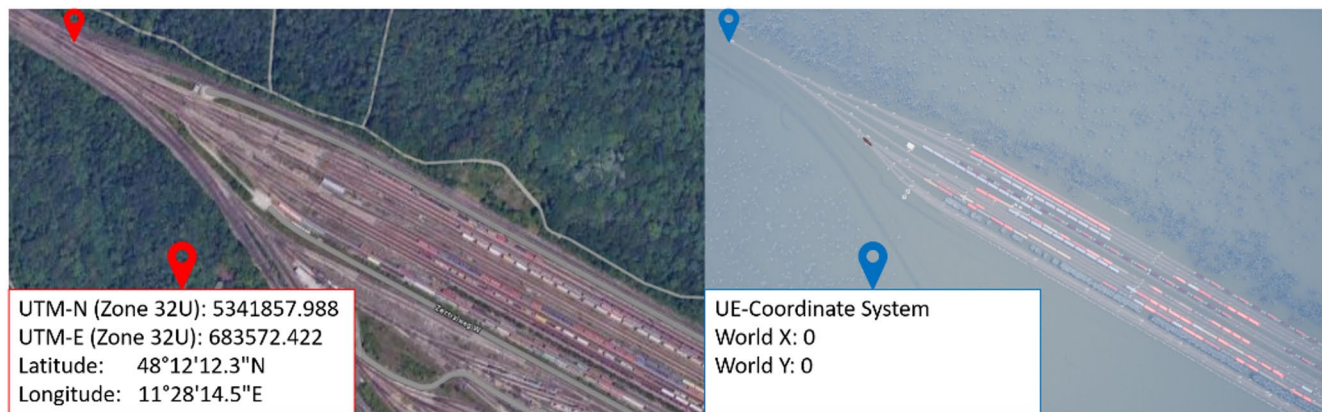 UTM-N (Zone 32U): 5341857.988
UTM-E (Zone 32U): 683572.422
Latitude: 48°12'12.3"N
Longitude: 11°28'14.5"E
Zentralweg W
UE-Coordinate System
World X: 0
World Y: 0